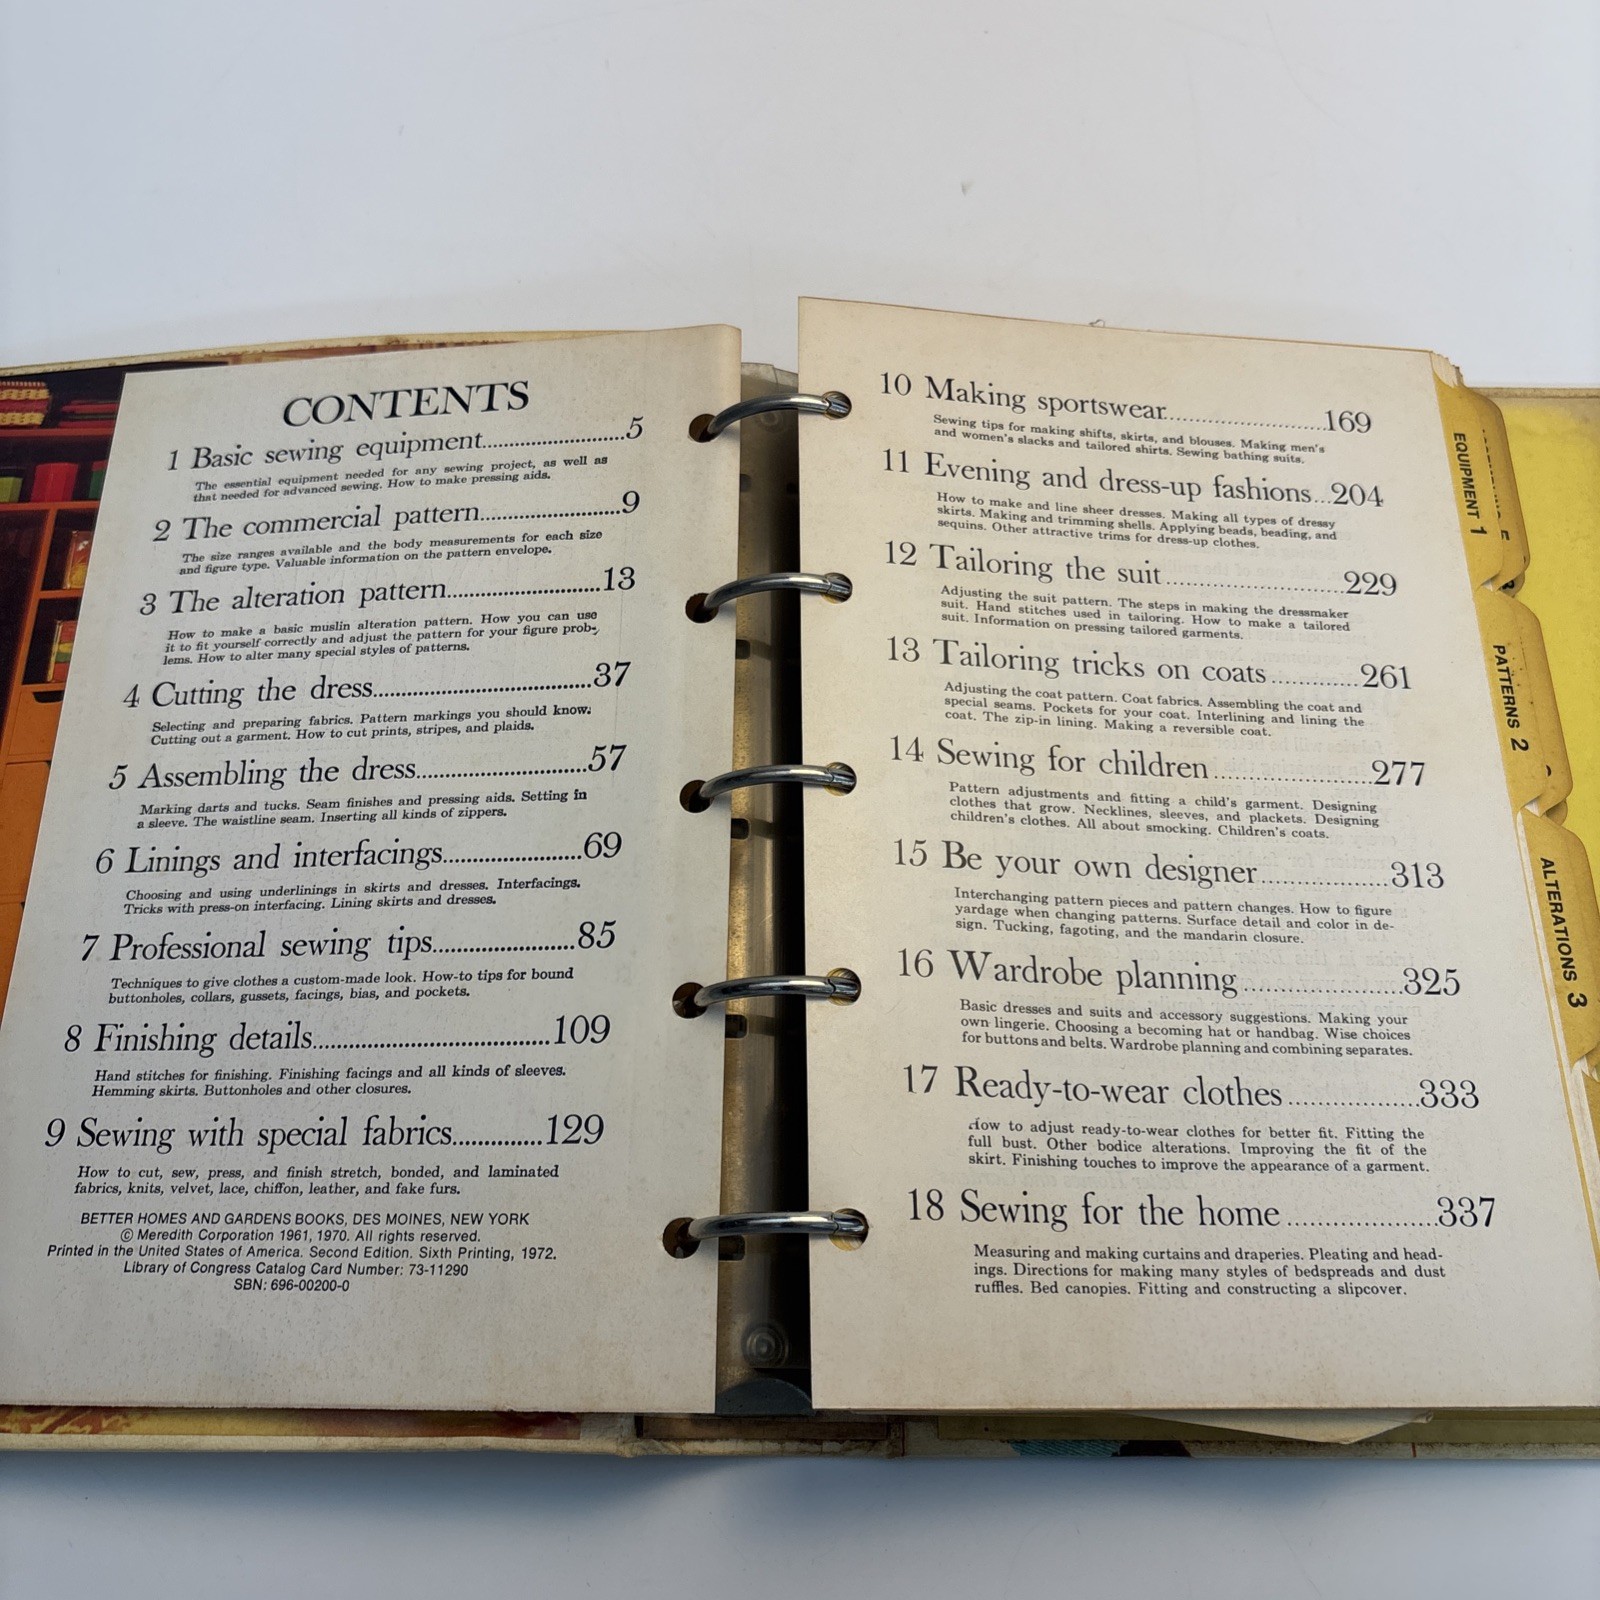 CONTENTS
1 Basic sewing equipment........................5
The essential equipment needed for any sewing project, as well as
that needed for advanced sewing. How to make pressing aids.
2 The commercial pattern.......................9
The size ranges available and the body measurements for each size
and figure type. Valuable information on the pattern envelope.
3 The alteration pattern.........................13
How to make a basic muslin alteration pattern. How you can use
it to fit yourself correctly and adjust the pattern for your figure prob-
lems. How to alter many special styles of patterns.
4 Cutting the dress....................................37
Selecting and preparing fabrics. Pattern markings you should know.
Cutting out a garment. How to cut prints, stripes, and plaids.
5 Assembling the dress............................57
Marking darts and tucks. Seam finishes and pressing aids. Setting in
a sleeve. The waistline seam. Inserting all kinds of zippers.
6 Linings and interfacings......................69
Choosing and using underlinings in skirts and dresses. Interfacings.
Tricks with press-on interfacing. Lining skirts and dresses.
7 Professional sewing tips......................85
Techniques to give clothes a custom-made look. How-to tips for bound
buttonholes, collars, gussets, facings, bias, and pockets.
8 Finishing details....................................109
Hand stitches for finishing. Finishing facings and all kinds of sleeves.
Hemming skirts. Buttonholes and other closures.
9 Sewing with special fabrics..............129
How to cut, sew, press, and finish stretch, bonded, and laminated
fabrics, knits, velvet, lace, chiffon, leather, and fake furs.
BETTER HOMES AND GARDENS BOOKS, DES MOINES, NEW YORK
© Meredith Corporation 1961, 1970. All rights reserved.
Printed in the United States of America. Second Edition. Sixth Printing, 1972.
Library of Congress Catalog Card Number: 73-11290
SBN: 696-00200-0
10 Making sportswear..........................169
Sewing tips for making shifts, skirts, and blouses. Making men's
and women's slacks and tailored shirts. Sewing bathing suits.
11 Evening and dress-up fashions...204
How to make and line sheer dresses. Making all types of dressy
skirts. Making and trimming shells. Applying beads, beading, and
sequins. Other attractive trims for dress-up clothes.
12 Tailoring the suit..........................229
Adjusting the suit pattern. The steps in making the dressmaker
suit. Hand stitches used in tailoring. How to make a tailored
suit. Information on pressing tailored garments.
13 Tailoring tricks on coats.............261
Adjusting the coat pattern. Coat fabrics. Assembling the coat and
special seams. Pockets for your coat. Interlining and lining the
coat. The zip-in lining. Making a reversible coat.
14 Sewing for children.......................277
Pattern adjustments and fitting a child's garment. Designing
clothes that grow. Necklines, sleeves, and plackets. Designing
children's clothes. All about smocking. Children's coats.
15 Be your own designer..................313
Interchanging pattern pieces and pattern changes. How to figure
yardage when changing patterns. Surface detail and color in de-
sign. Tucking, fagoting, and the mandarin closure.
16 Wardrobe planning......................325
Basic dresses and suits and accessory suggestions. Making your
own lingerie. Choosing a becoming hat or handbag. Wise choices
for buttons and belts. Wardrobe planning and combining separates.
17 Ready-to-wear clothes..................333
How to adjust ready-to-wear clothes for better fit. Fitting the
full bust. Other bodice alterations. Improving the fit of the
skirt. Finishing touches to improve the appearance of a garment.
18 Sewing for the home.....................337
Measuring and making curtains and draperies. Pleating and head-
ings. Directions for making many styles of bedspreads and dust
ruffles. Bed canopies. Fitting and constructing a slipcover.
EQUIPMENT 1
PATTERNS 2
ALTERATIONS 3